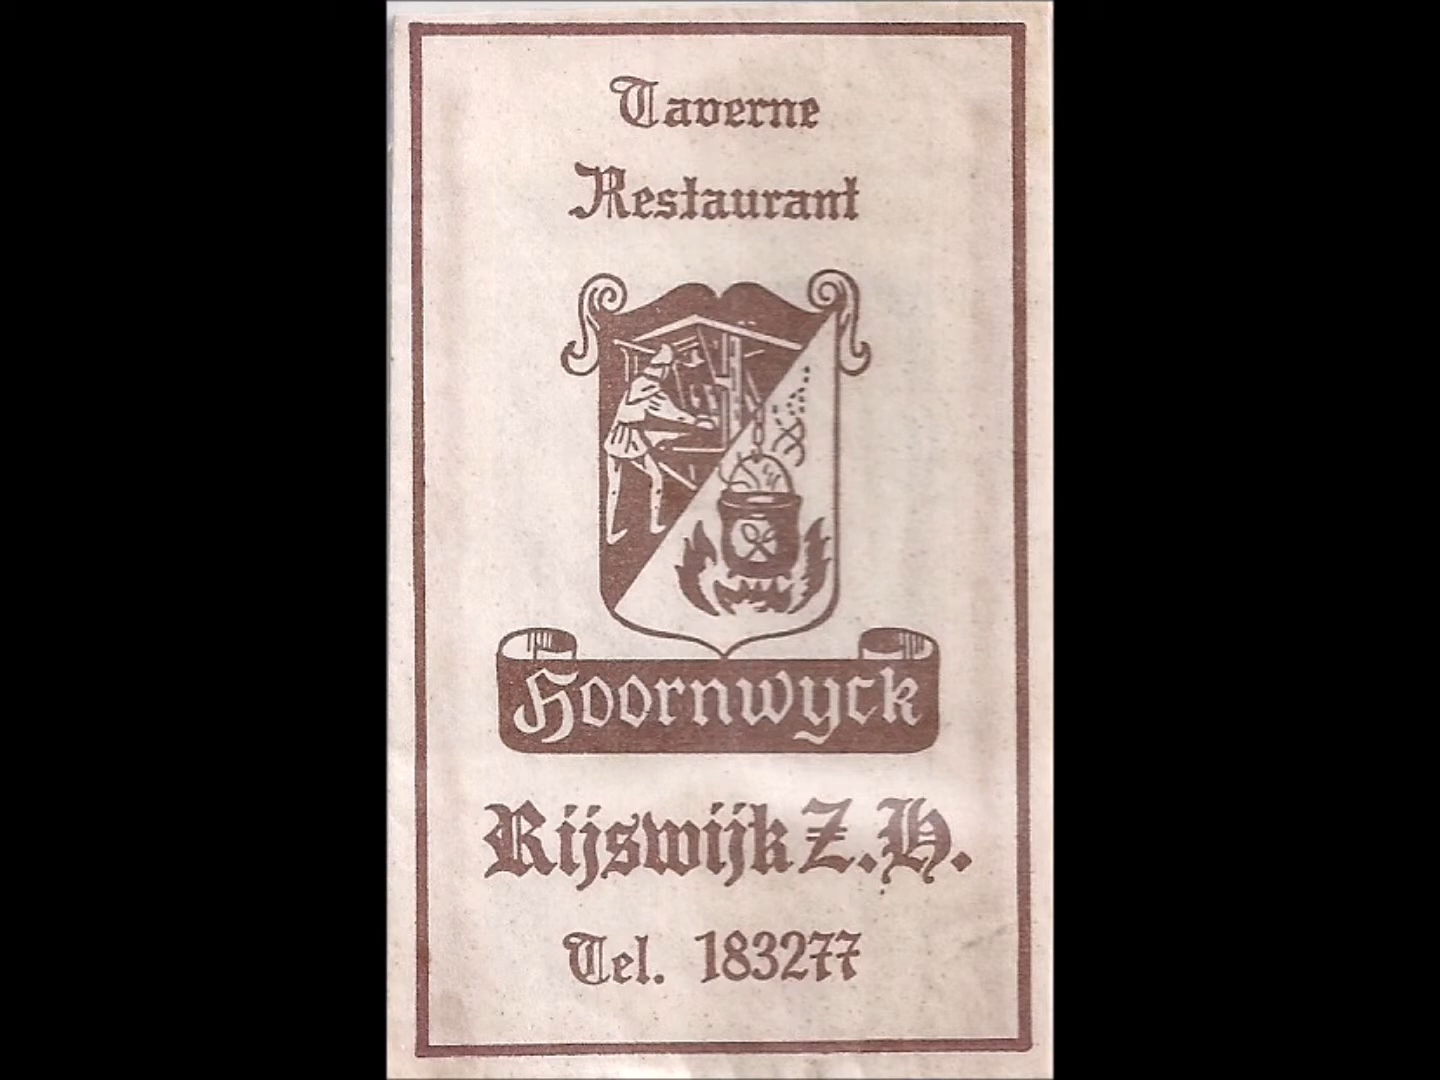 Taverne
Restaurant
Hoornwyck
Rijswijk Z.H.
Tel. 183277